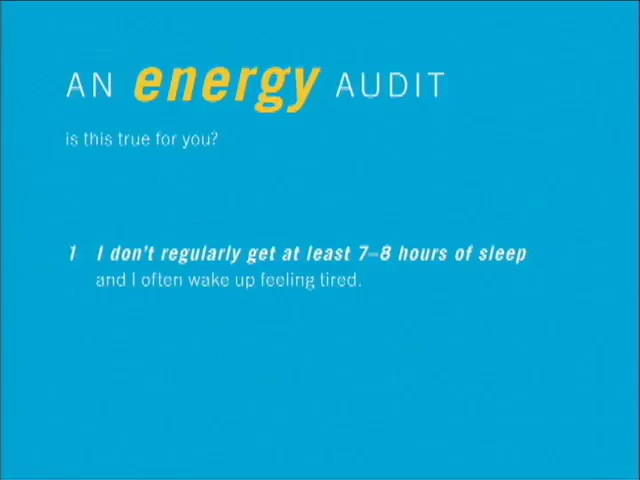 AN energy AUDIT
is this true for you?
1 I don't regularly get at least 7–8 hours of sleep
and I often wake up feeling tired.